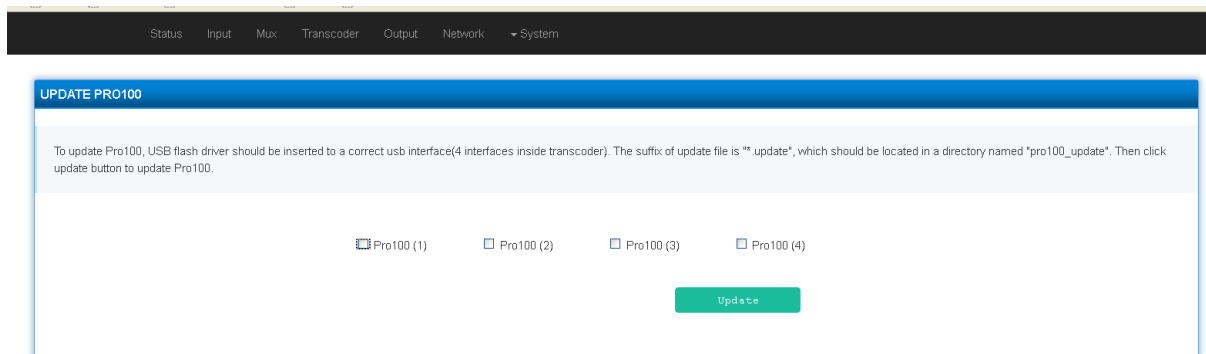 Status Input Mux Transcoder Output Network System
UPDATE PRO100
To update Pro100, USB flash driver should be inserted to a correct usb interface(4 interfaces inside transcoder). The suffix of update file is "*.update", which should be located in a directory named "pro100_update". Then click
update button to update Pro100.
Pro100 (1) Pro100 (2) Pro100 (3) Pro100 (4)
Update